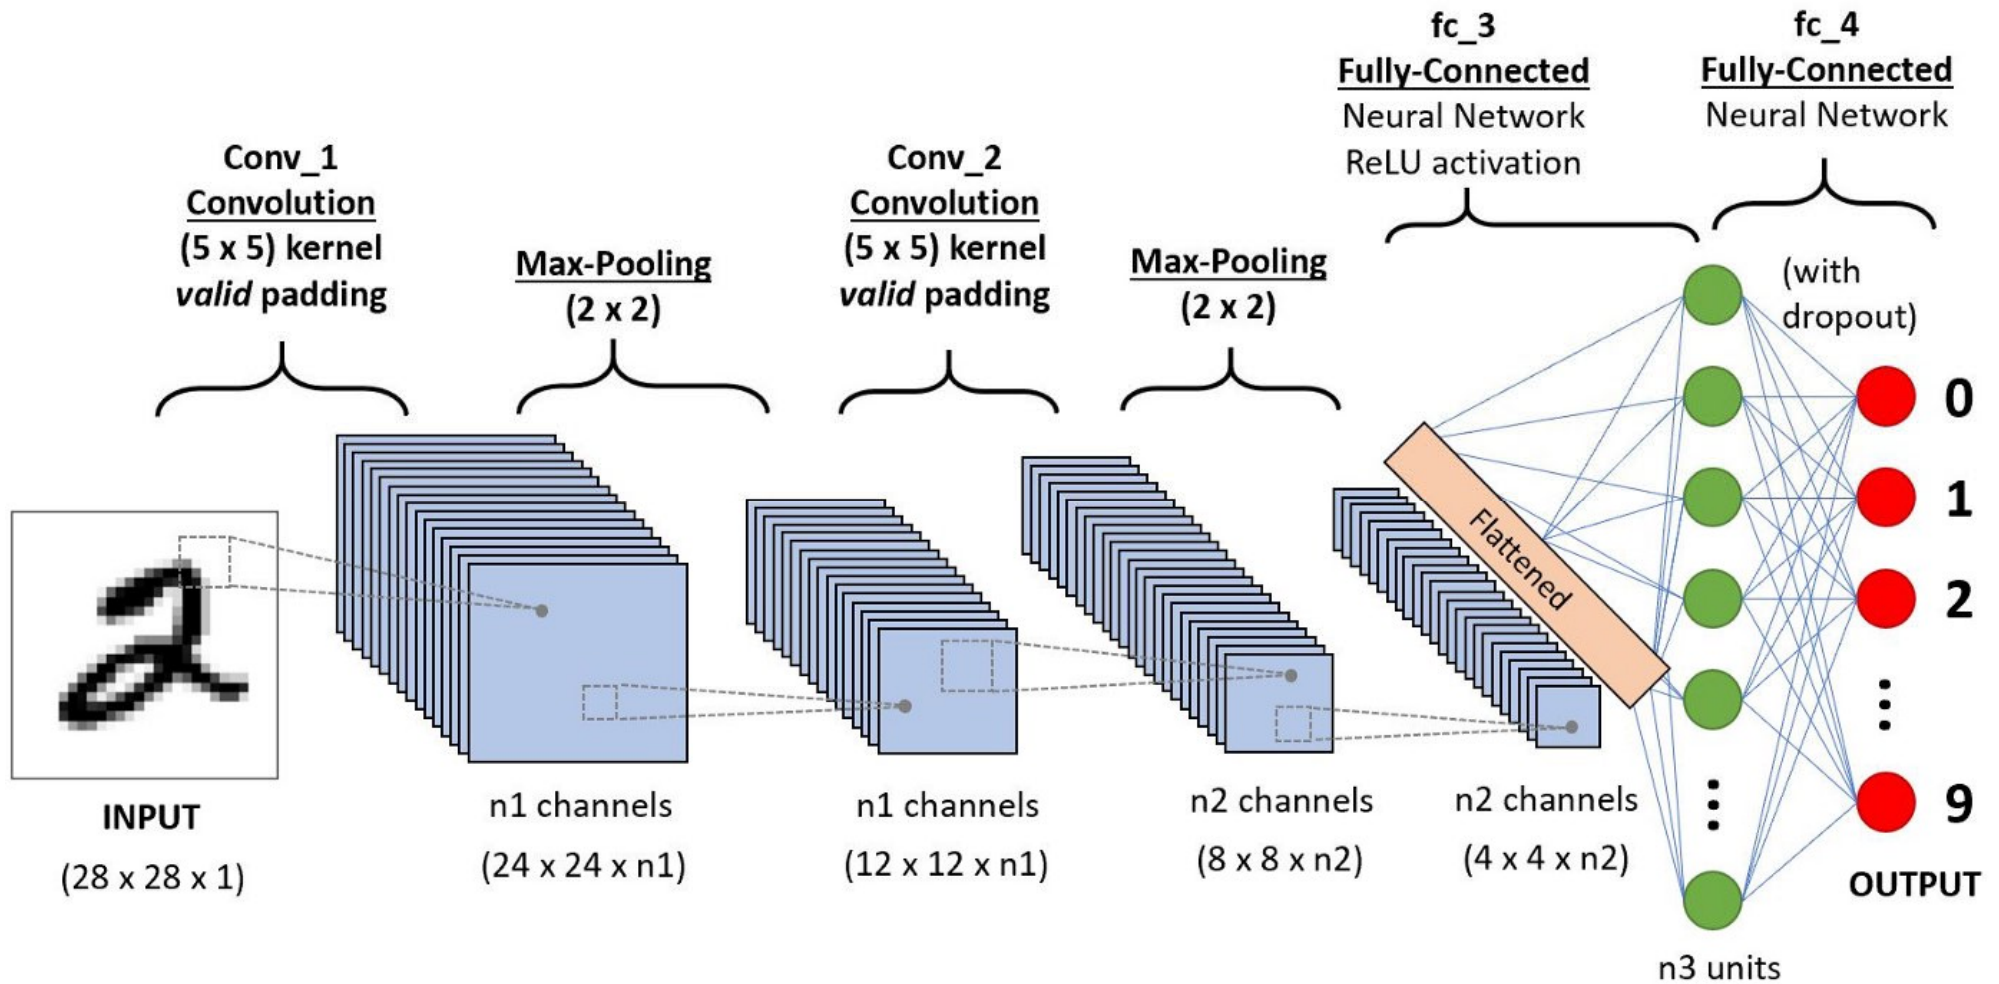 Conv_1
Convolution
(5 x 5) kernel
valid padding
Max-Pooling
(2 x 2)
Conv_2
Convolution
(5 x 5) kernel
valid padding
Max-Pooling
(2 x 2)
fc_3
Fully-Connected
Neural Network
ReLU activation
fc_4
Fully-Connected
Neural Network
(with
dropout)
Flattened
0
1
2
9
INPUT
(28 x 28 x 1)
n1 channels
(24 x 24 x n1)
n1 channels
(12 x 12 x n1)
n2 channels
(8 x 8 x n2)
n2 channels
(4 x 4 x n2)
n3 units
OUTPUT
2